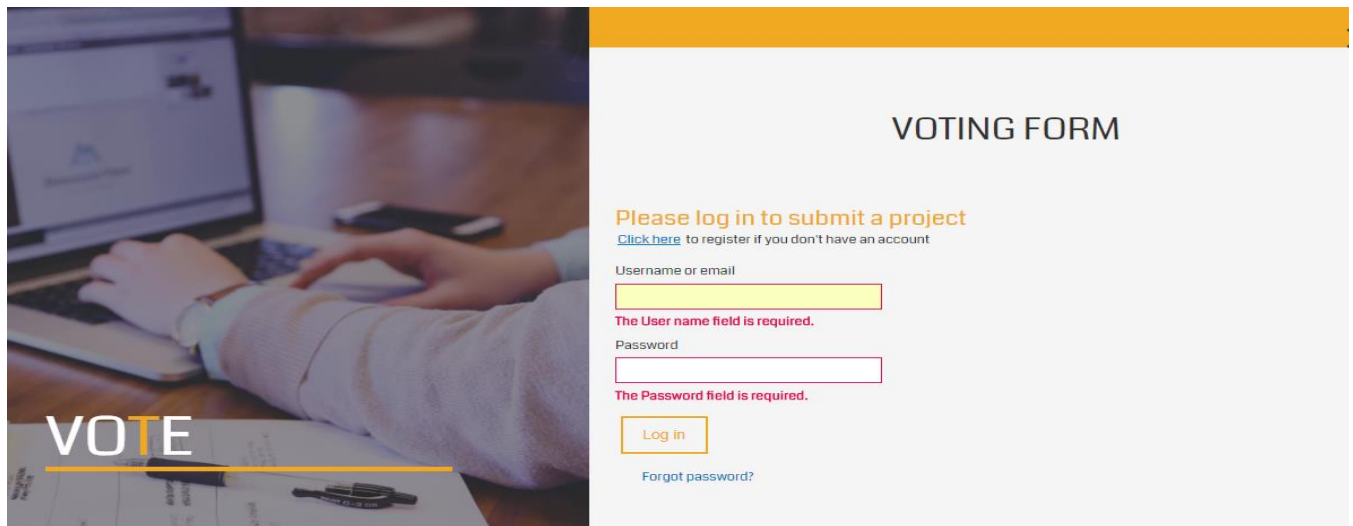 VOTE
VOTING FORM
Please log in to submit a project
Click here to register if you don't have an account
Username or email
The User name field is required.
Password
The Password field is required.
Log in
Forgot password?